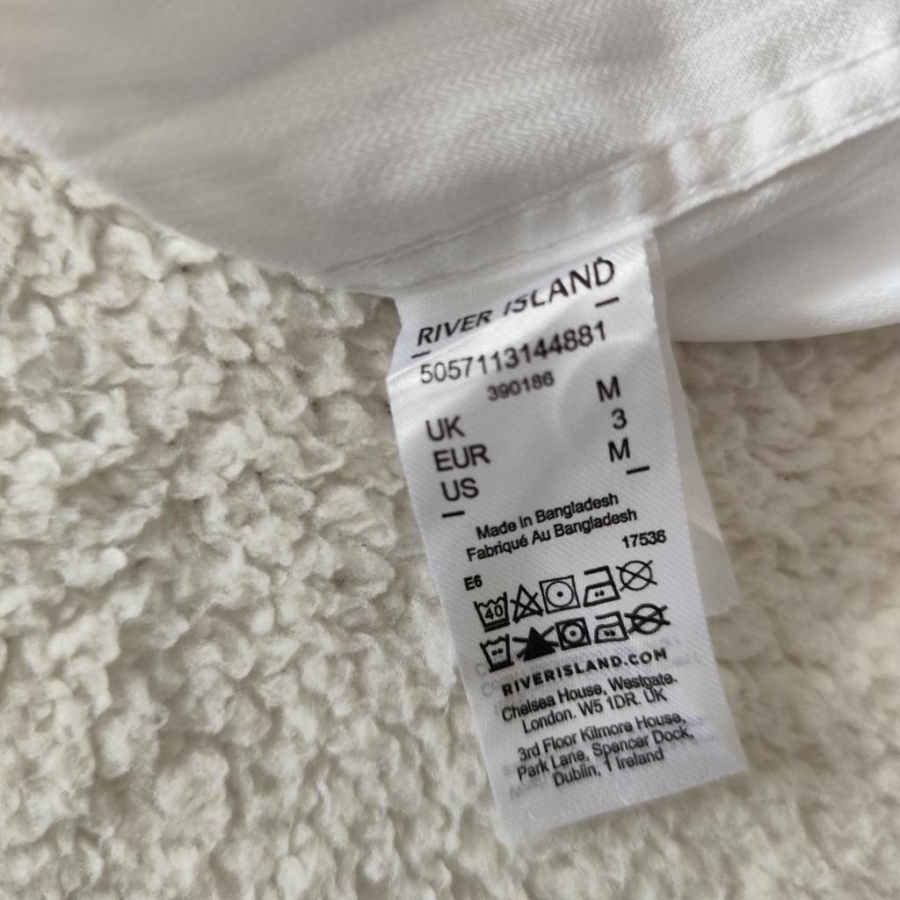 RIVER ISLAND
5057113144881
390186
UK M
EUR 3
US M
Made In Bangladesh
Fabriqué Au Bangladesh
17536
E6
40
RIVERISLAND.COM
Chelsea House, Westgate.
London. W5 1DR. UK
3rd Floor Kilmore House,
Park Lane, Spencer Dock,
Dublin, 1 Ireland